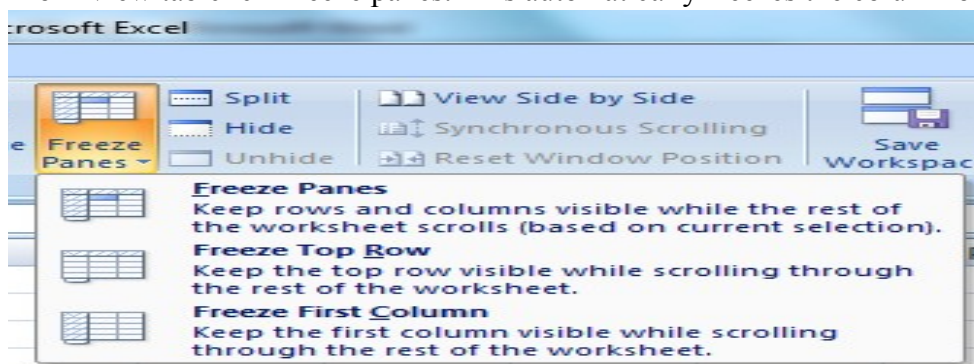 rosoft Excel
Split
View Side by Side
Hide
Synchronous Scrolling
Freeze Panes
Unhide
Reset Window Position
Save
Workspac
Freeze Panes
Keep rows and columns visible while the rest of
the worksheet scrolls (based on current selection).
Freeze Top Row
Keep the top row visible while scrolling through
the rest of the worksheet.
Freeze First Column
Keep the first column visible while scrolling
through the rest of the worksheet.